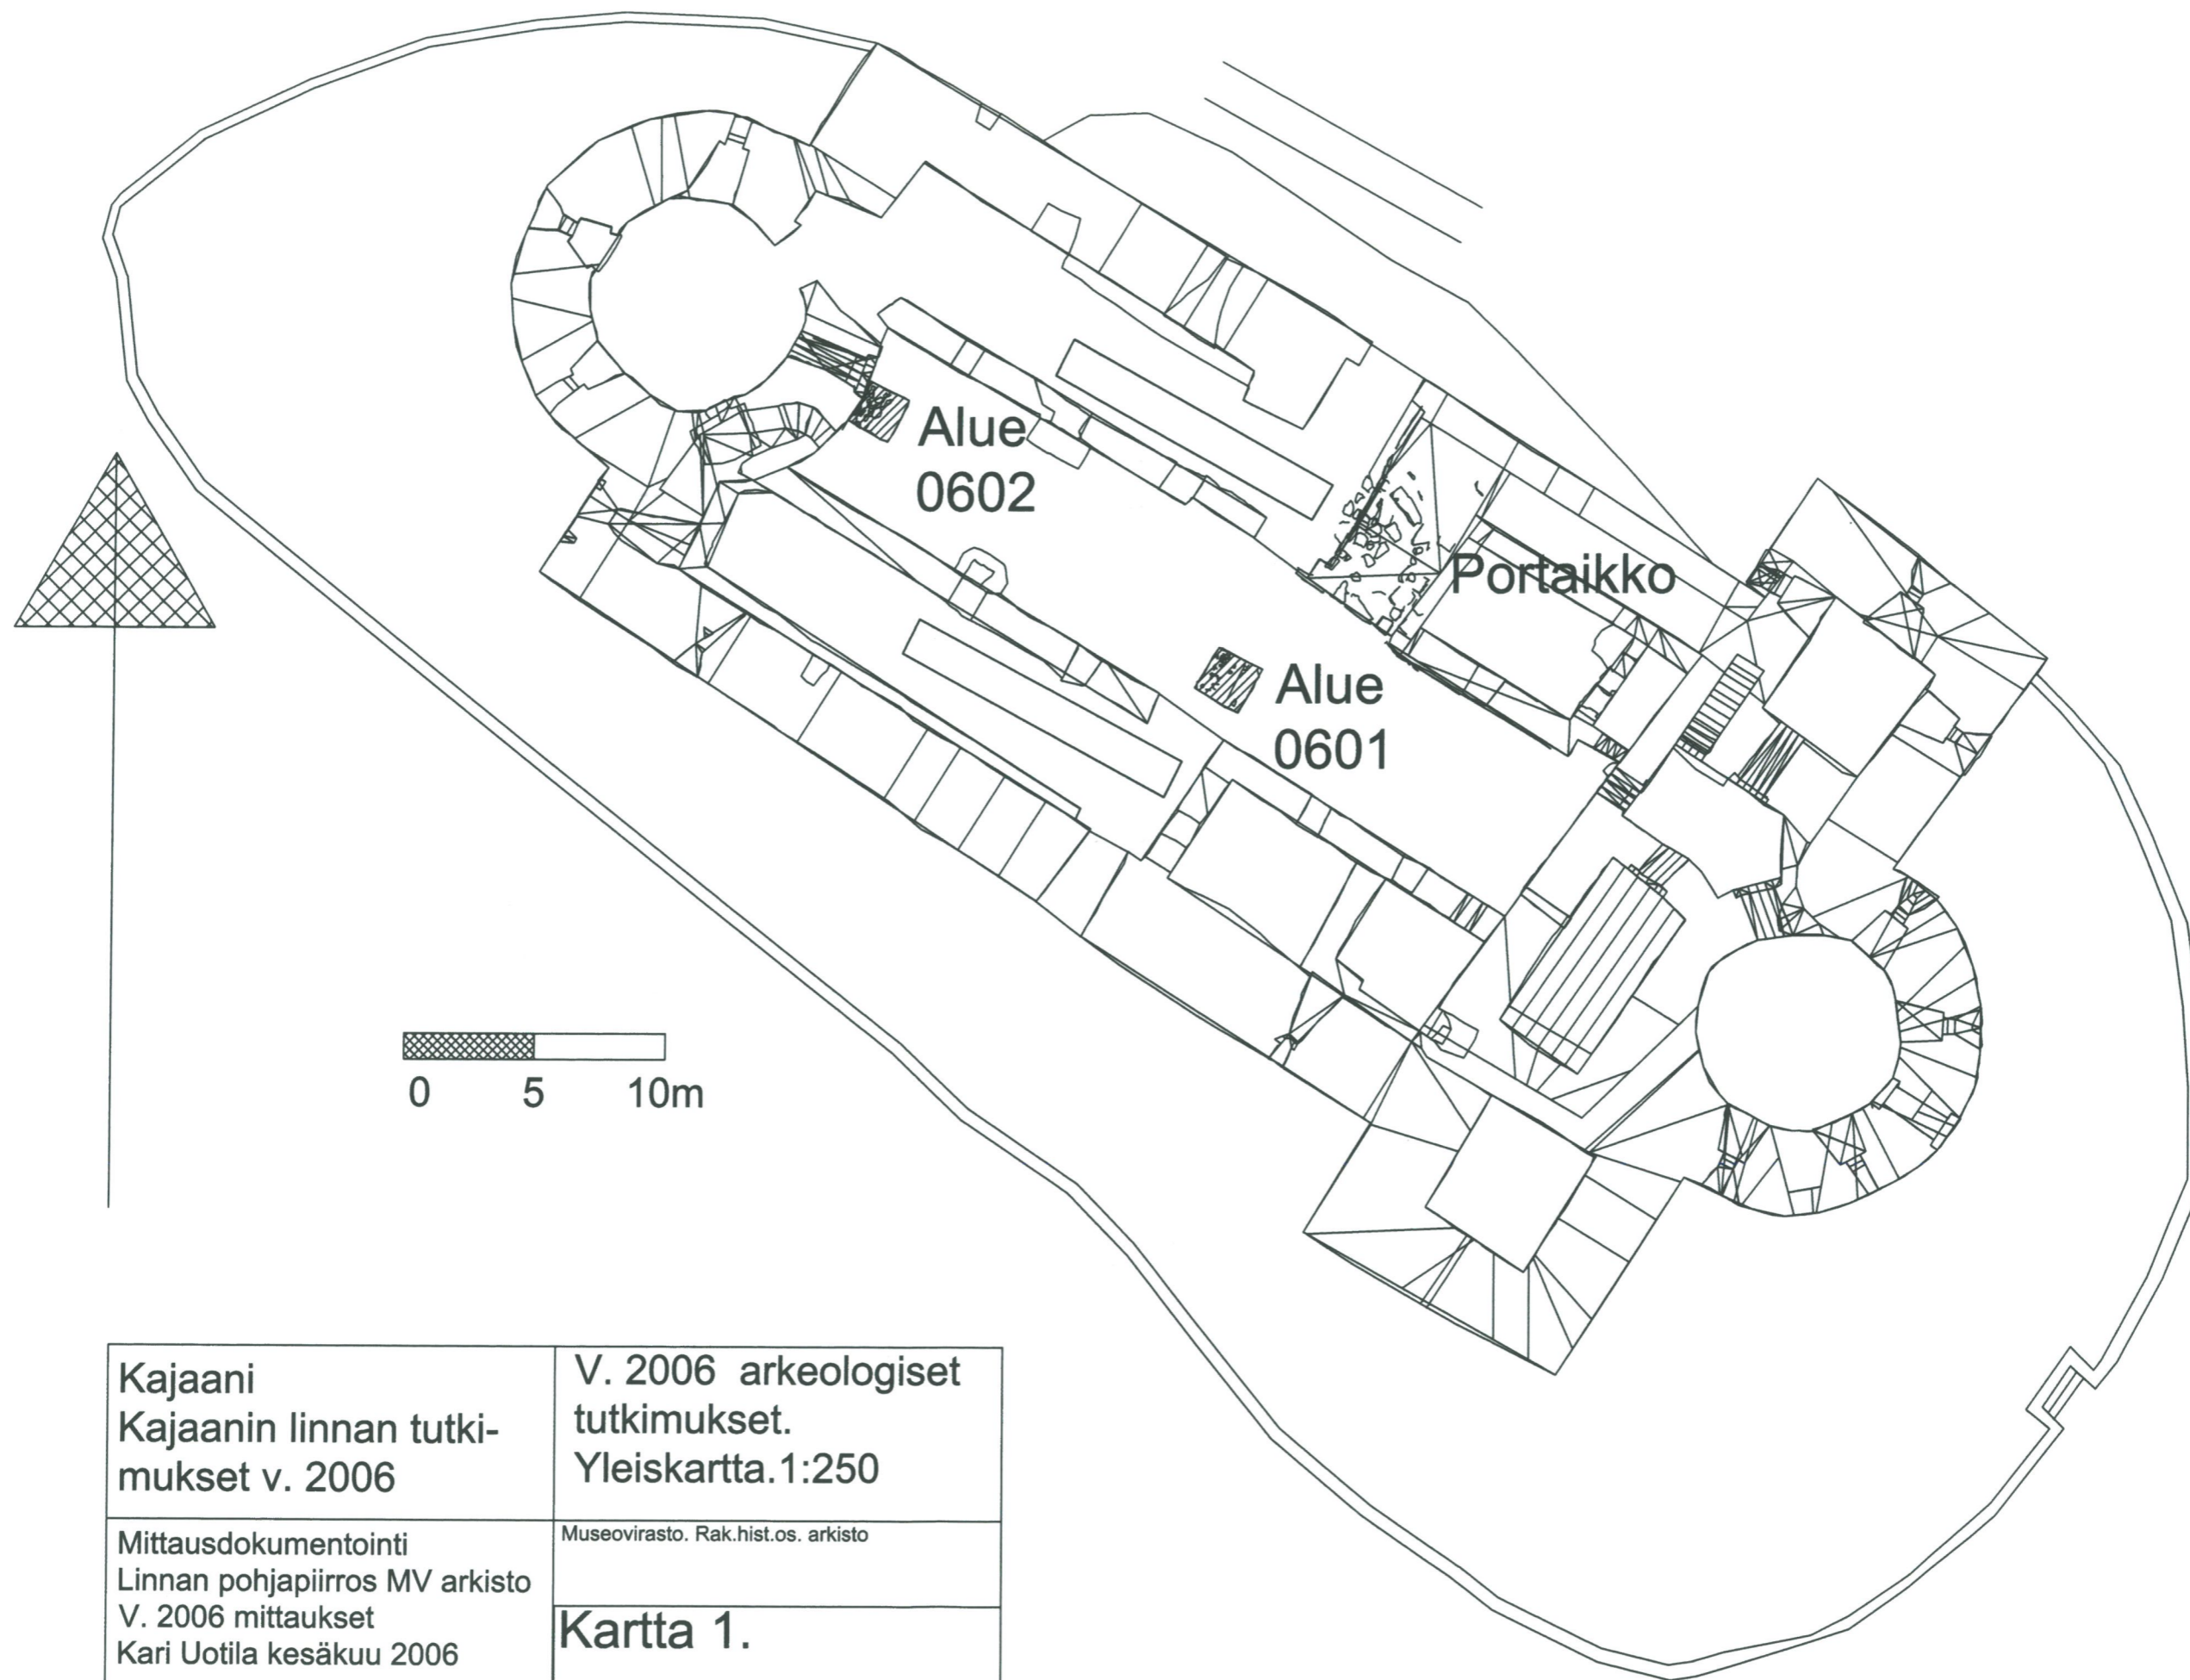 Alue
0602
Portaikko
Alue
0601
0 5 10m
Kajaani
Kajaanin linnan tutki-
mukset v. 2006
V. 2006 arkeologiset
tutkimukset.
Yleiskartta.1:250
Mittausdokumentointi
Linnan pohjapiirros MV arkisto
V. 2006 mittaukset
Kari Uotila kesäkuu 2006
Museovirasto. Rak.hist.os. arkisto
Kartta 1.